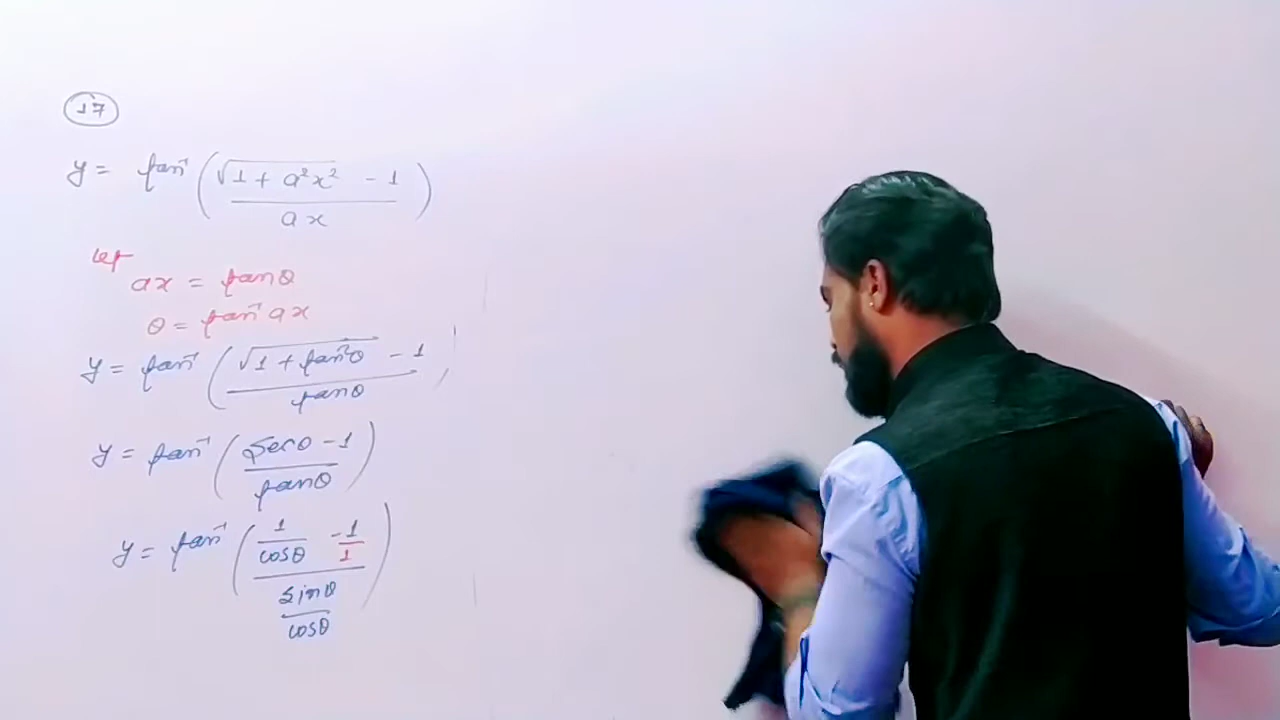 17
y = tan⁻¹ ( (√1 + a²x² - 1) / ax )
Let
ax = tanθ
θ = tan⁻¹ ax
y = tan⁻¹ ( (√1 + tan²θ - 1) / tanθ )
y = tan⁻¹ ( (secθ - 1) / tanθ )
y = tan⁻¹ ( (1/cosθ - 1/1) / (sinθ/cosθ) )